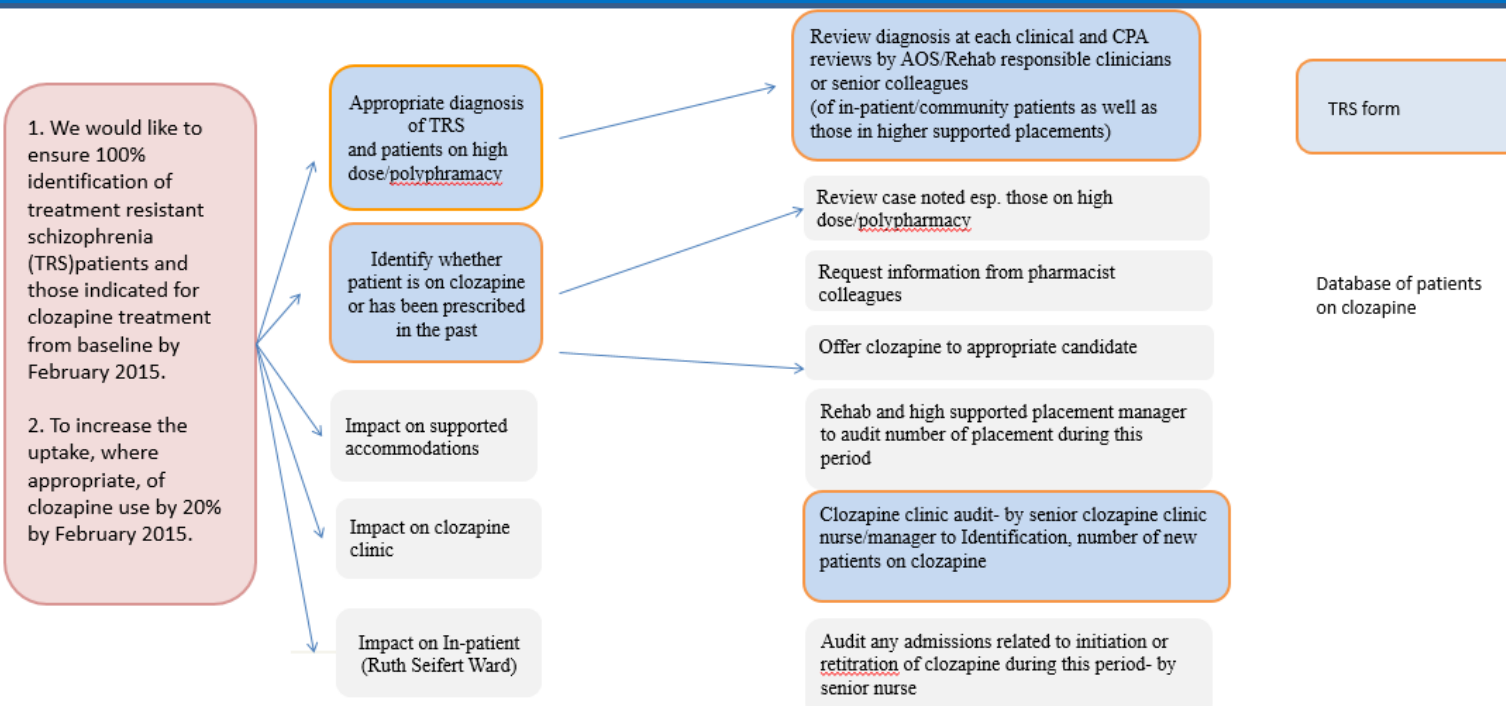 1. We would like to
ensure 100%
identification of
treatment resistant
schizophrenia
(TRS)patients and
those indicated for
clozapine treatment
from baseline by
February 2015.
2. To increase the
uptake, where
appropriate, of
clozapine use by 20%
by February 2015.
Appropriate diagnosis
of TRS
and patients on high
dose/polyphramacy
Identify whether
patient is on clozapine
or has been prescribed
in the past
Impact on supported
accommodations
Impact on clozapine
clinic
Impact on In-patient
(Ruth Seifert Ward)
Review diagnosis at each clinical and CPA
reviews by AOS/Rehab responsible clinicians
or senior colleagues
(of in-patient/community patients as well as
those in higher supported placements)
Review case noted esp. those on high
dose/polypharmacy
Request information from pharmacist
colleagues
Offer clozapine to appropriate candidate
Rehab and high supported placement manager
to audit number of placement during this
period
Clozapine clinic audit- by senior clozapine clinic
nurse/manager to Identification, number of new
patients on clozapine
Audit any admissions related to initiation or
retitration of clozapine during this period- by
senior nurse
TRS form
Database of patients
on clozapine